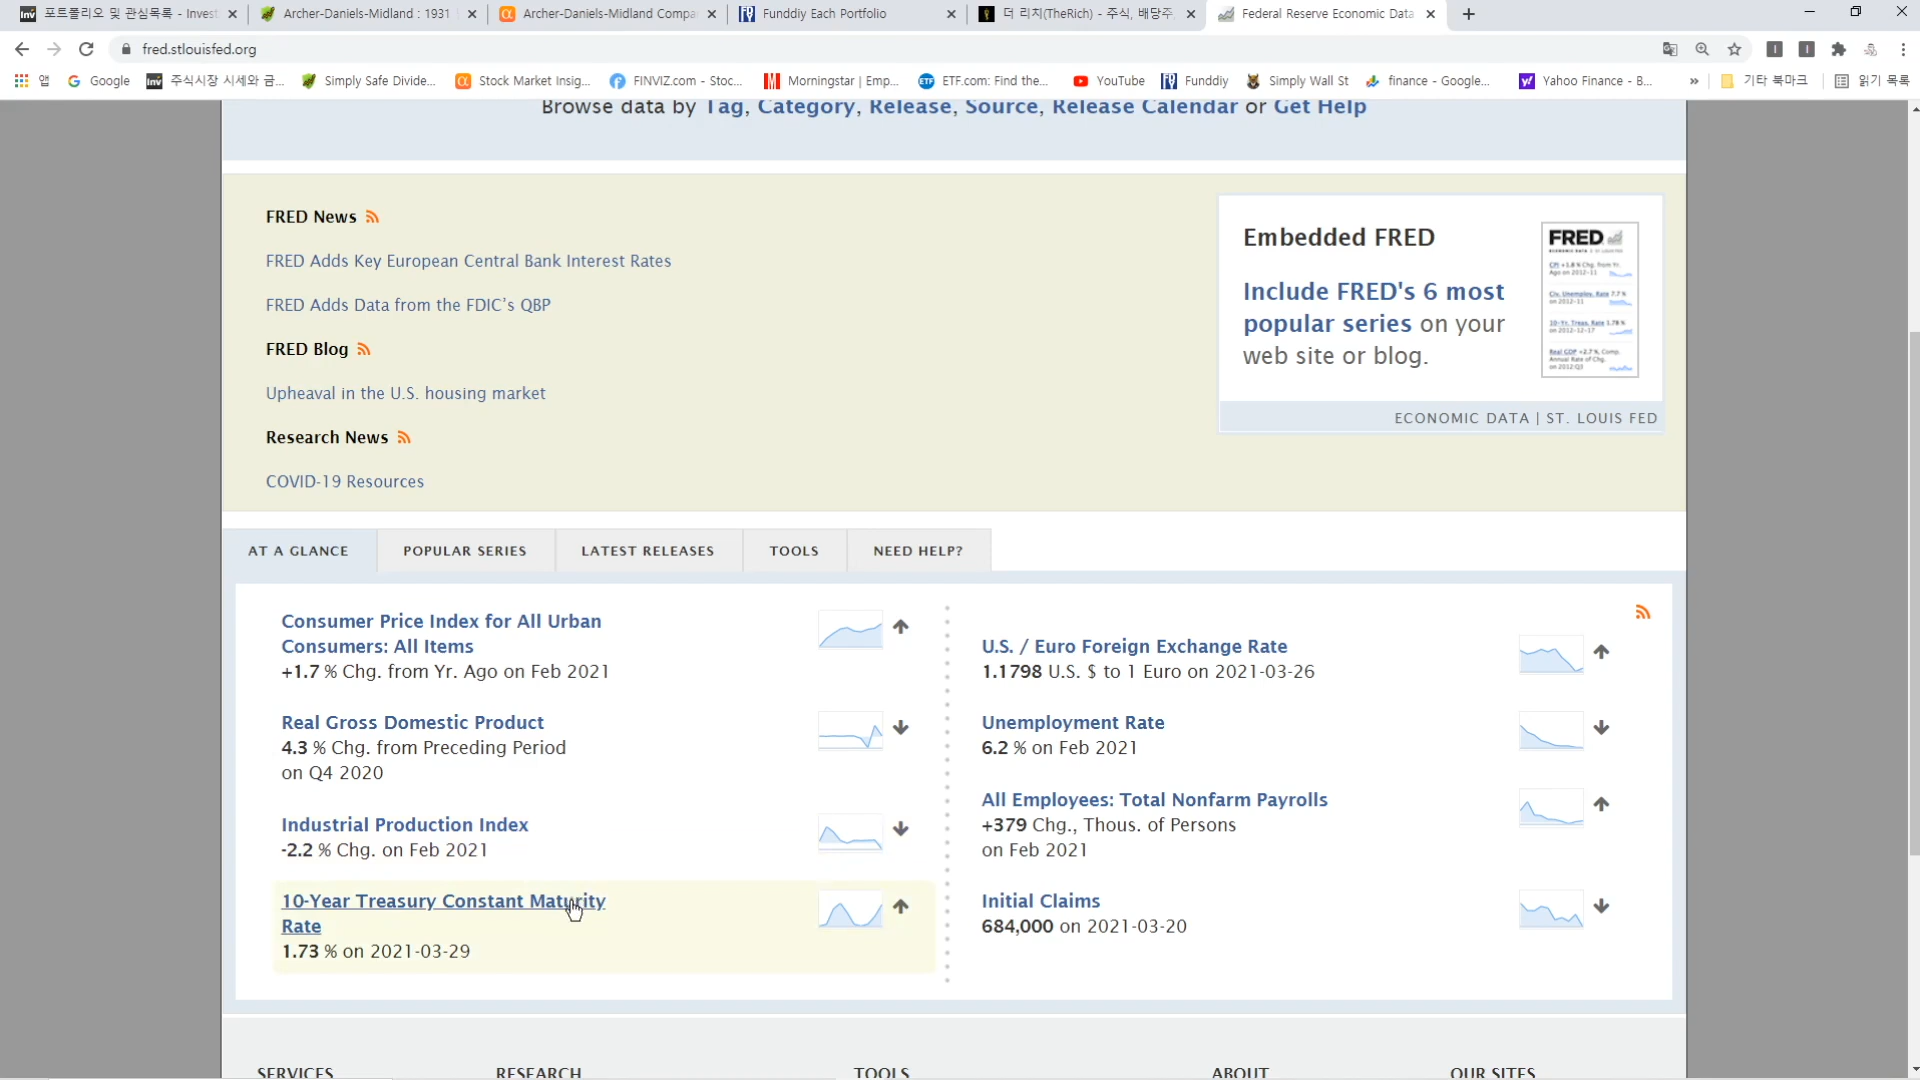 포트폴리오 및 관심목록 - Invest
Archer-Daniels-Midland : 1931
Archer-Daniels-Midland Compa
Funddiy Each Portfolio
더 리치(TheRich) - 주식, 배당주
Federal Reserve Economic Data
fred.stlouisfed.org
앱
Google
주식시장 시세와 금...
Simply Safe Divide...
Stock Market Insig...
FINVIZ.com - Stoc...
Morningstar | Emp...
ETF.com: Find the...
YouTube
Funddiy
Simply Wall St
finance - Google...
Yahoo Finance - B...
»
기타 북마크
읽기 목록
Browse data by Tag, Category, Release, Source, Release Calendar or Get Help
FRED News
FRED Adds Key European Central Bank Interest Rates
FRED Adds Data from the FDIC's QBP
FRED Blog
Upheaval in the U.S. housing market
Research News
COVID-19 Resources
Embedded FRED
Include FRED's 6 most
popular series on your
web site or blog.
FRED
ECONOMIC DATA | ST. LOUIS FED
AT A GLANCE
POPULAR SERIES
LATEST RELEASES
TOOLS
NEED HELP?
Consumer Price Index for All Urban
Consumers: All Items
+1.7 % Chg. from Yr. Ago on Feb 2021
Real Gross Domestic Product
4.3 % Chg. from Preceding Period
on Q4 2020
Industrial Production Index
-2.2 % Chg. on Feb 2021
10-Year Treasury Constant Maturity
Rate
1.73 % on 2021-03-29
U.S. / Euro Foreign Exchange Rate
1.1798 U.S. $ to 1 Euro on 2021-03-26
Unemployment Rate
6.2 % on Feb 2021
All Employees: Total Nonfarm Payrolls
+379 Chg., Thous. of Persons
on Feb 2021
Initial Claims
684,000 on 2021-03-20
SERVICES
RESEARCH
TOOLS
ABOUT
OUR SITES